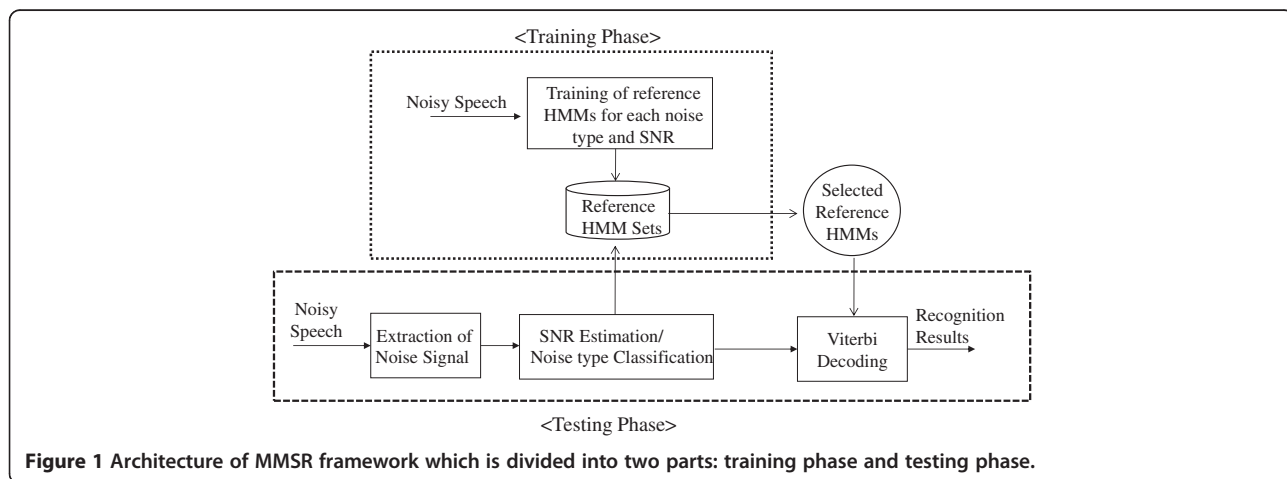 <Training Phase>
Noisy Speech
Training of reference
HMMs for each noise
type and SNR
Reference
HMM Sets
Selected
Reference
HMMs
Noisy
Speech
Extraction of
Noise Signal
SNR Estimation/
Noise type Classification
Viterbi
Decoding
Recognition
Results
<Testing Phase>
Figure 1 Architecture of MMSR framework which is divided into two parts: training phase and testing phase.